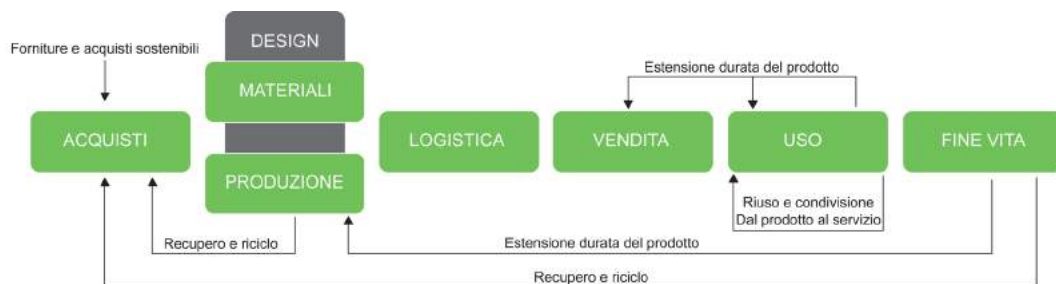 DESIGN
Forniture e acquisti sostenibili
Estensione durata del prodotto
MATERIALI
ACQUISTI
LOGISTICA
VENDITA
USO
FINE VITA
PRODUZIONE
Riuso e condivisione
Dal prodotto al servizio
Recupero e riciclo
Estensione durata del prodotto
Recupero e riciclo